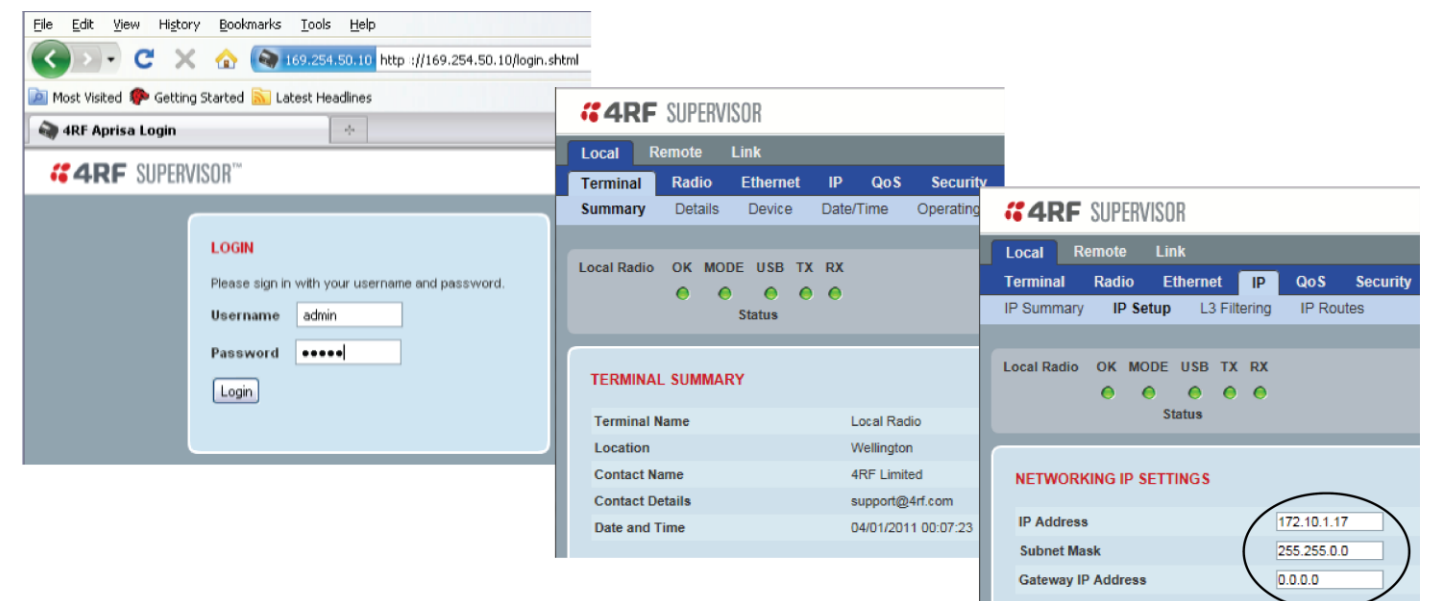 File Edit View History Bookmarks Tools Help
169.254.50.10 http ://169.254.50.10/login.shtml
Most Visited Getting Started Latest Headlines
4RF Aprisa Login
4RF SUPERVISOR™
LOGIN
Please sign in with your username and password.
Username admin
Password •••••
Login
4RF SUPERVISOR
Local Remote Link
Terminal Radio Ethernet IP QoS Security
Summary Details Device Date/Time Operating
Local Radio OK MODE USB TX RX
Status
TERMINAL SUMMARY
Terminal Name Local Radio
Location Wellington
Contact Name 4RF Limited
Contact Details support@4rf.com
Date and Time 04/01/2011 00:07:23
4RF SUPERVISOR
Local Remote Link
Terminal Radio Ethernet IP QoS Security
IP Summary IP Setup L3 Filtering IP Routes
Local Radio OK MODE USB TX RX
Status
NETWORKING IP SETTINGS
IP Address 172.10.1.17
Subnet Mask 255.255.0.0
Gateway IP Address 0.0.0.0